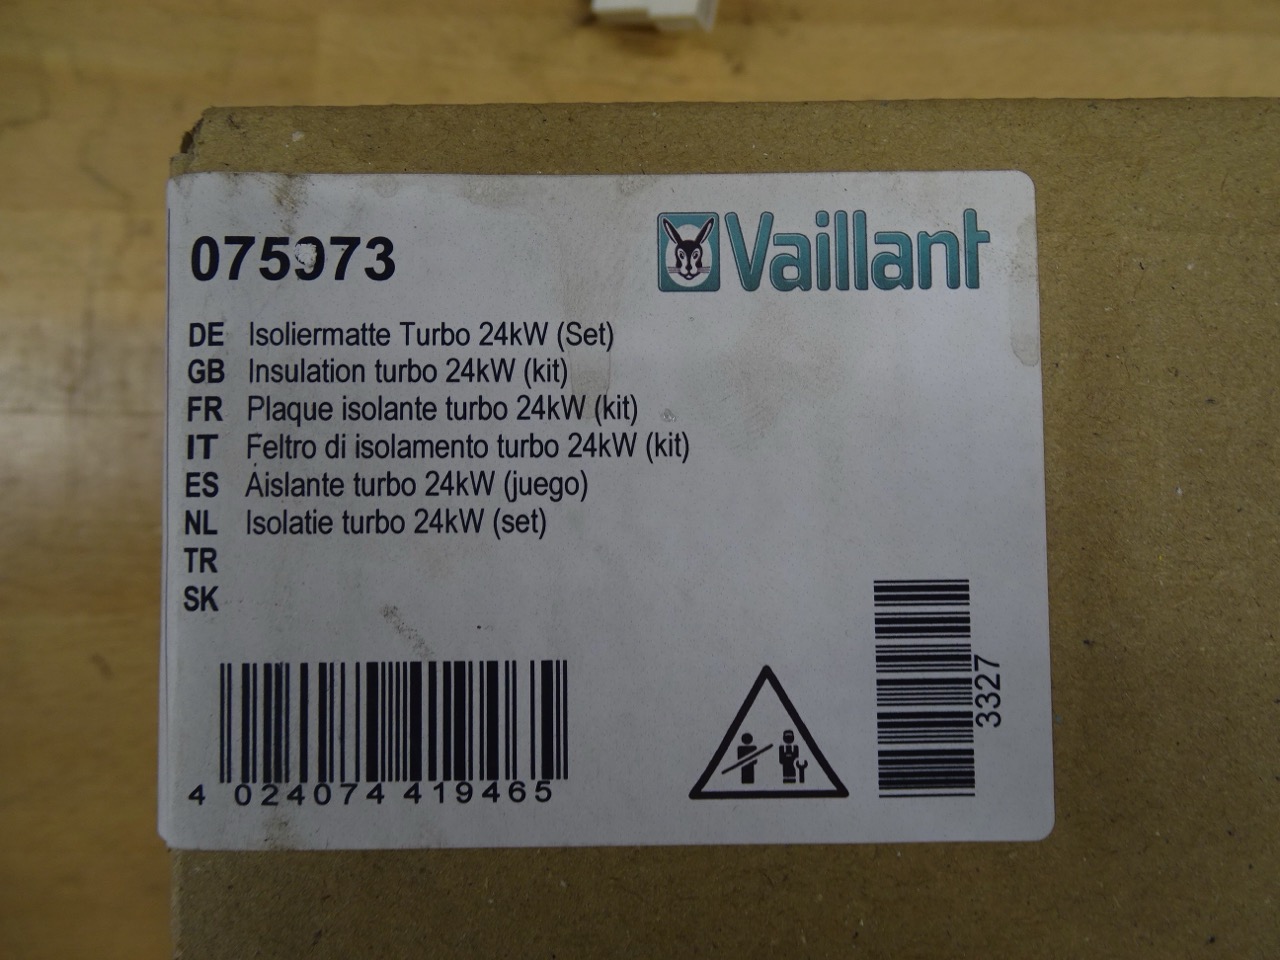 075973
Vaillant
DE Isoliermatte Turbo 24kW (Set)
GB Insulation turbo 24kW (kit)
FR Plaque isolante turbo 24kW (kit)
IT Feltro di isolamento turbo 24kW (kit)
ES Aislante turbo 24kW (juego)
NL Isolatie turbo 24kW (set)
TR
SK
4 024074 419465
3327